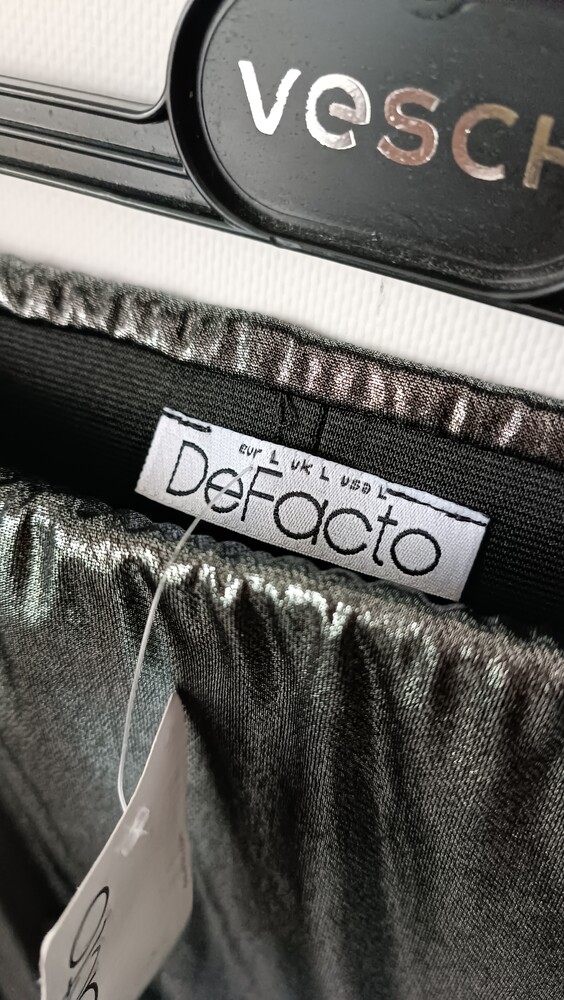 vesch
eur L uk L usa L
DeFacto